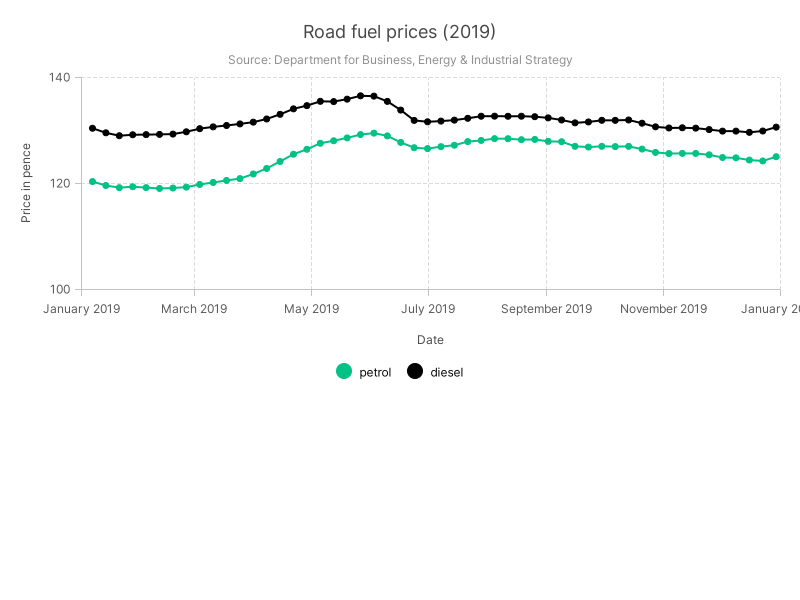 Road fuel prices (2019)
Source: Department for Business, Energy & Industrial Strategy
140
120
100
Price in pence
January 2019 March 2019 May 2019 July 2019 September 2019 November 2019 January
Date
petrol diesel